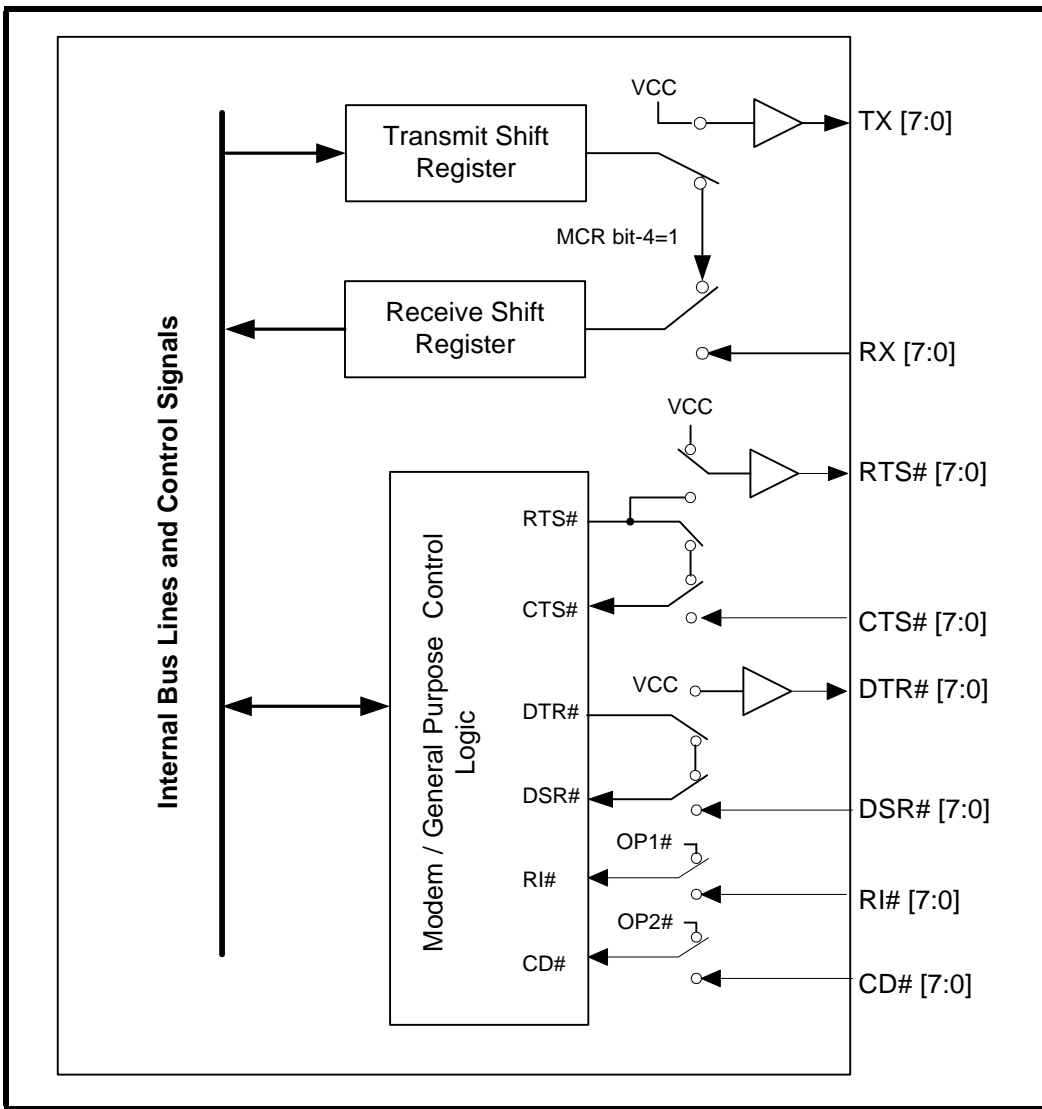 VCC
TX [7:0]
Transmit Shift
Register
MCR bit-4=1
Receive Shift
Register
RX [7:0]
Internal Bus Lines and Control Signals
VCC
RTS# [7:0]
RTS#
CTS#
CTS# [7:0]
Modem / General Purpose Control
Logic
VCC
DTR# [7:0]
DTR#
DSR#
DSR# [7:0]
OP1#
RI#
RI# [7:0]
OP2#
CD#
CD# [7:0]